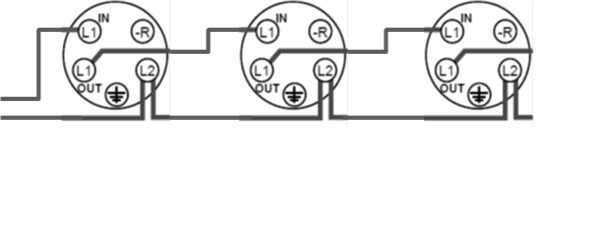 IN IN IN
L1 -R L1 -R L1 -R
L1 L2 L1 L2 L1 L2
OUT OUT OUT